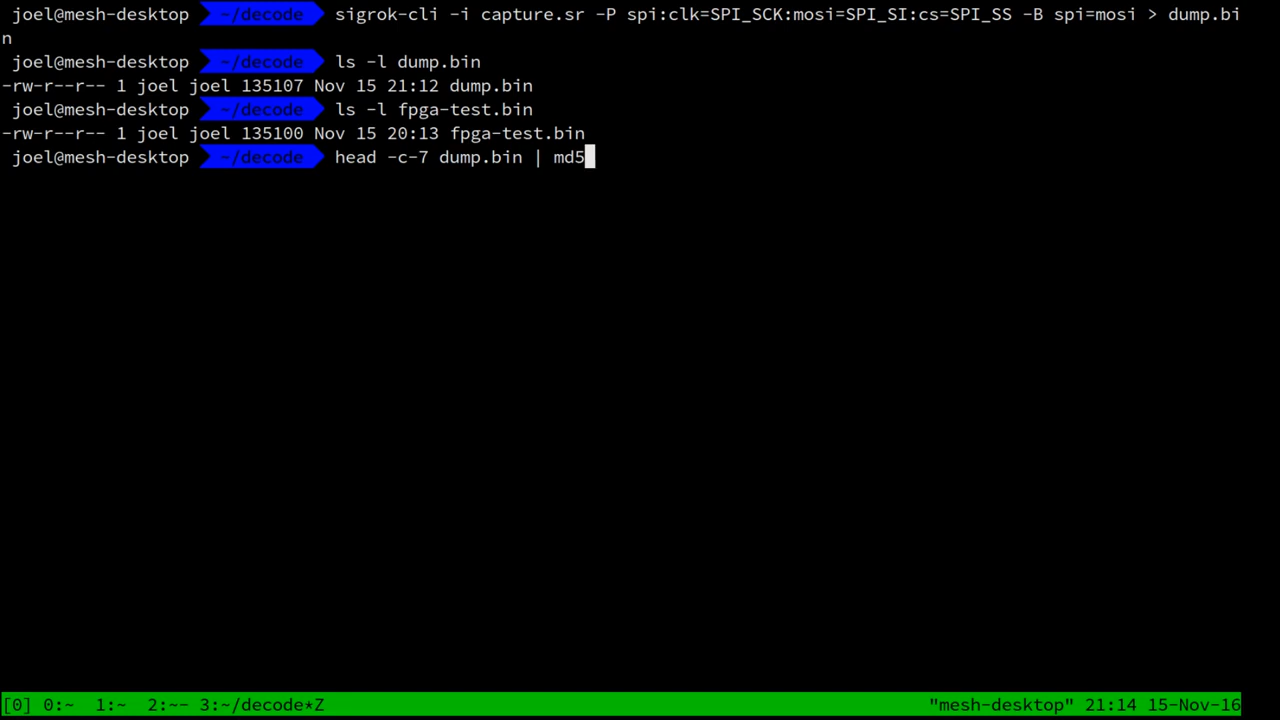 joel@mesh-desktop ~/decode sigrok-cli -i capture.sr -P spi:clk=SPI_SCK:mosi=SPI_SI:cs=SPI_SS -B spi=mosi > dump.bi
n
joel@mesh-desktop ~/decode ls -l dump.bin
-rw-r--r-- 1 joel joel 135107 Nov 15 21:12 dump.bin
joel@mesh-desktop ~/decode ls -l fpga-test.bin
-rw-r--r-- 1 joel joel 135100 Nov 15 20:13 fpga-test.bin
joel@mesh-desktop ~/decode head -c-7 dump.bin | md5
[0] 0:~  1:~  2:~- 3:~/decode*Z "mesh-desktop" 21:14 15-Nov-16